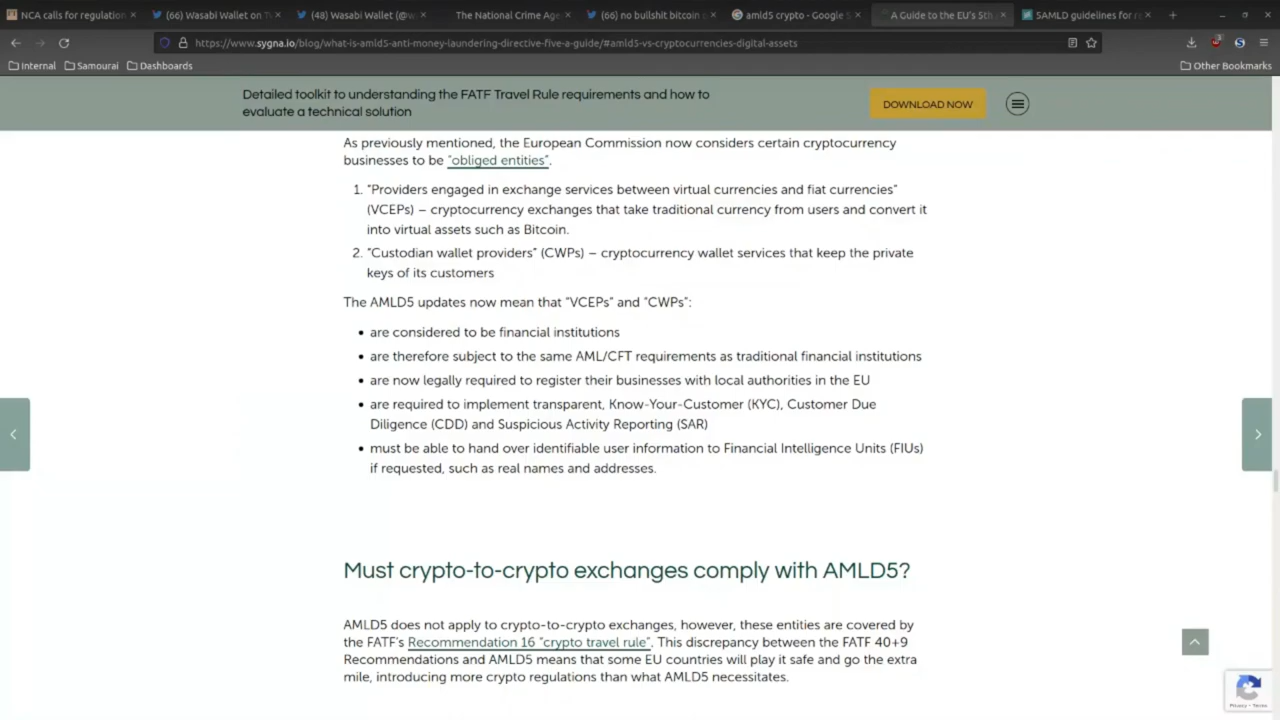 NCA calls for regulation
(66) Wasabi Wallet on Tw
(48) Wasabi Wallet (@w
The National Crime Age
(66) no bullshit bitcoin
amld5 crypto - Google S
A Guide to the EU's 5th
5AMLD guidelines for r
https://www.sygna.io/blog/what-is-amld5-anti-money-laundering-directive-five-a-guide/#amld5-vs-cryptocurrencies-digital-assets
Internal
Samourai
Dashboards
Other Bookmarks
Detailed toolkit to understanding the FATF Travel Rule requirements and how to
evaluate a technical solution
DOWNLOAD NOW
As previously mentioned, the European Commission now considers certain cryptocurrency
businesses to be "obliged entities".
1. "Providers engaged in exchange services between virtual currencies and fiat currencies"
(VCEPs) – cryptocurrency exchanges that take traditional currency from users and convert it
into virtual assets such as Bitcoin.
2. "Custodian wallet providers" (CWPs) – cryptocurrency wallet services that keep the private
keys of its customers
The AMLD5 updates now mean that "VCEPs" and "CWPs":
• are considered to be financial institutions
• are therefore subject to the same AML/CFT requirements as traditional financial institutions
• are now legally required to register their businesses with local authorities in the EU
• are required to implement transparent, Know-Your-Customer (KYC), Customer Due
Diligence (CDD) and Suspicious Activity Reporting (SAR)
• must be able to hand over identifiable user information to Financial Intelligence Units (FIUs)
if requested, such as real names and addresses.
Must crypto-to-crypto exchanges comply with AMLD5?
AMLD5 does not apply to crypto-to-crypto exchanges, however, these entities are covered by
the FATF's Recommendation 16 "crypto travel rule". This discrepancy between the FATF 40+9
Recommendations and AMLD5 means that some EU countries will play it safe and go the extra
mile, introducing more crypto regulations than what AMLD5 necessitates.
Privacy - Terms